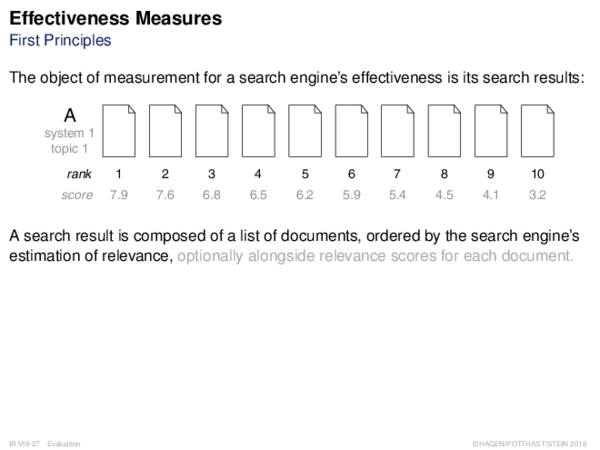 Effectiveness Measures
First Principles
The object of measurement for a search engine's effectiveness is its search results:
A
system 1
topic 1
rank 1 2 3 4 5 6 7 8 9 10
score 7.9 7.6 6.8 6.5 6.2 5.9 5.4 4.5 4.1 3.2
A search result is composed of a list of documents, ordered by the search engine's
estimation of relevance, optionally alongside relevance scores for each document.
IR:VIII-27 Evaluation ©HAGEN/POTTHAST/STEIN 2018